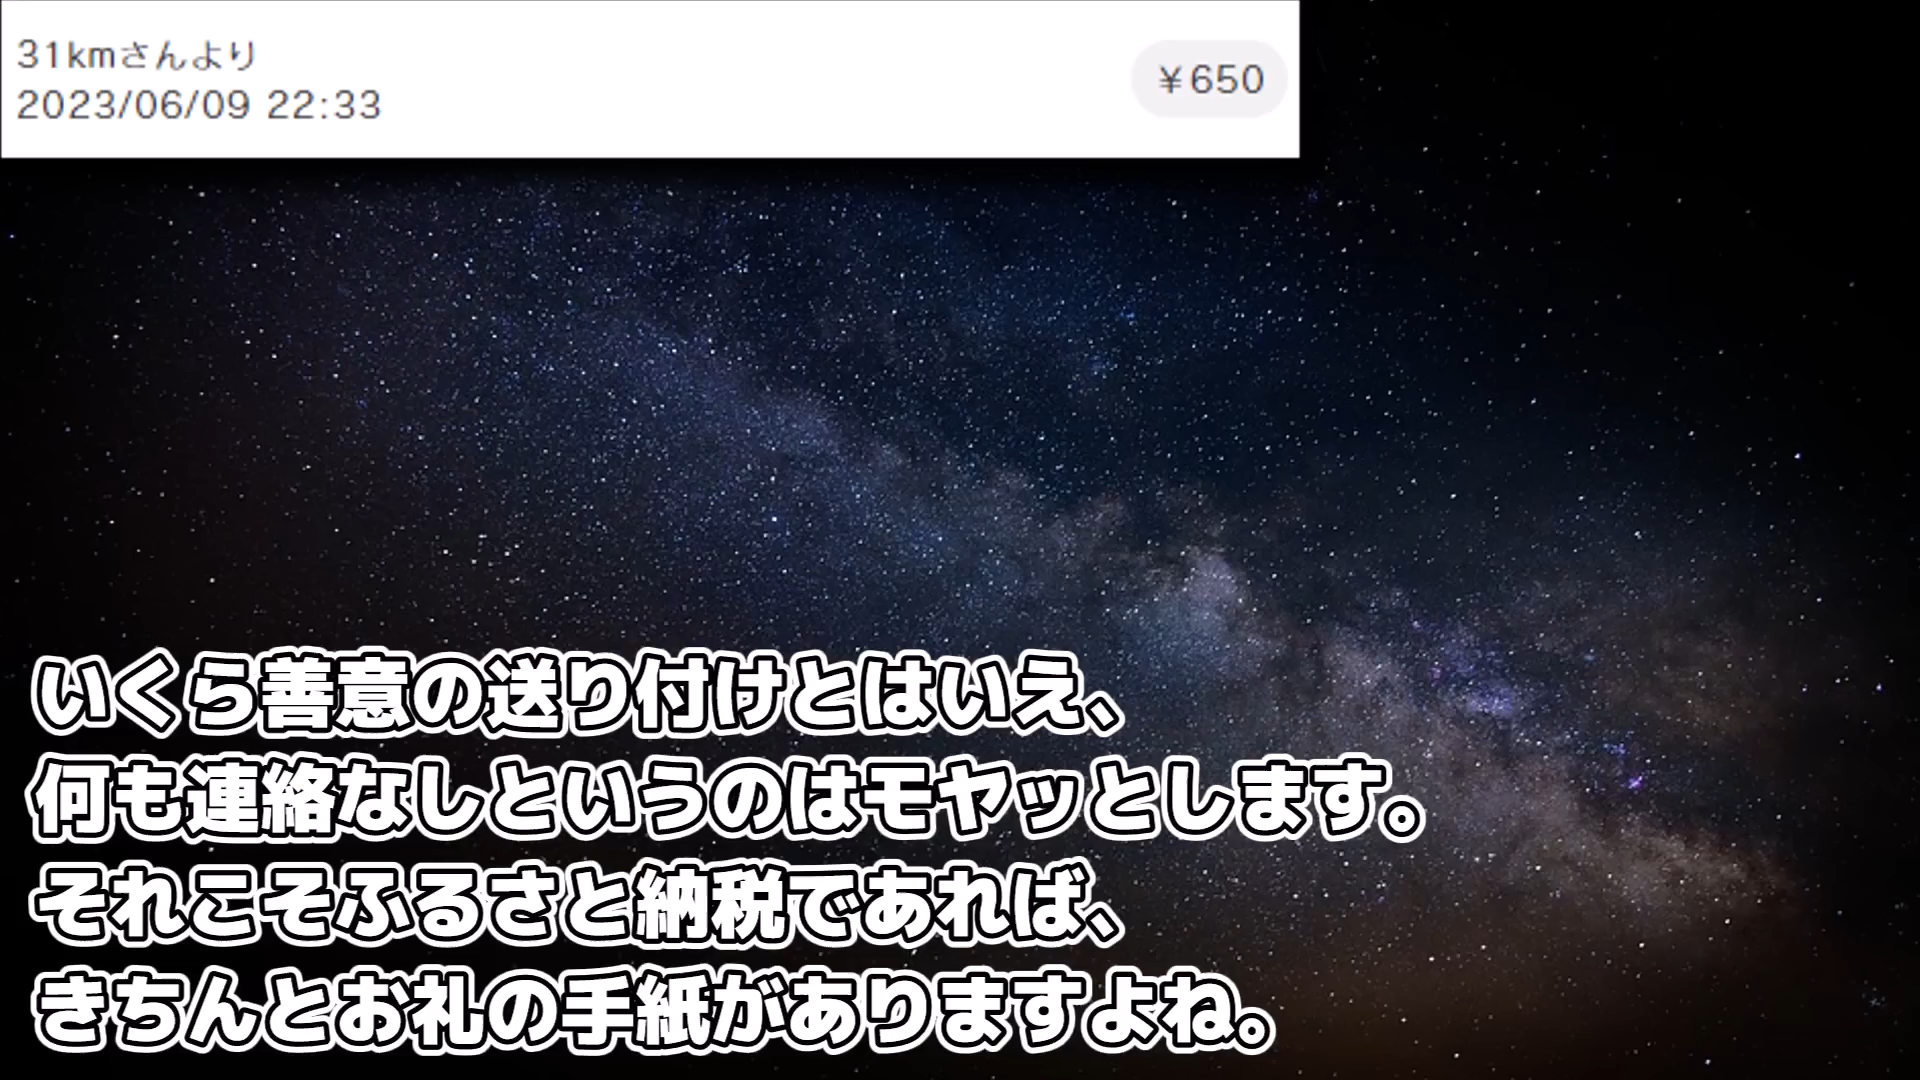 31kmさんより
2023/06/09 22:33
¥650
いくら善意の送り付けとはいえ、
何も連絡なしというのはモヤッとします。
それこそふるさと納税であれば、
きちんとお礼の手紙がありますよね。